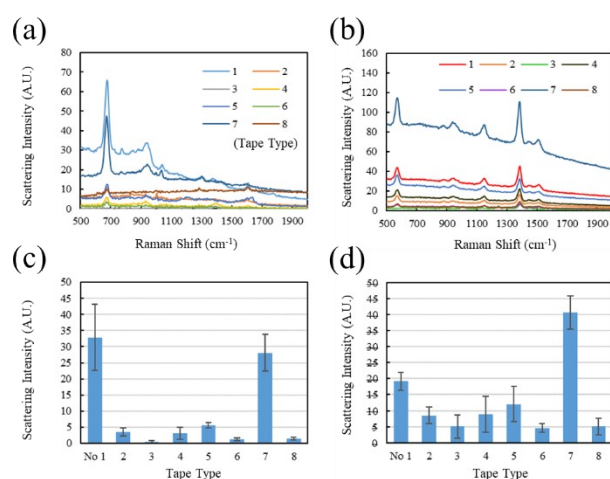 (a)
Scattering Intensity (A.U.)
80
70
60
50
40
30
20
10
0
1 2
3 4
5 6
7 8
(Tape Type)
500 700 900 1100 1300 1500 1700 1900
Raman Shift (cm-1)
(b)
Scattering Intensity (A.U.)
160
140
120
100
80
60
40
20
0
1 2 3 4
5 6 7 8
500 700 900 1100 1300 1500 1700 1900
Raman Shift (cm-1)
(c)
Scattering Intensity (A.U.)
50
45
40
35
30
25
20
15
10
5
0
No 1 2 3 4 5 6 7 8
Tape Type
(d)
Scattering Intensity (A.U.)
50
45
40
35
30
25
20
15
10
5
0
No 1 2 3 4 5 6 7 8
Tape Type